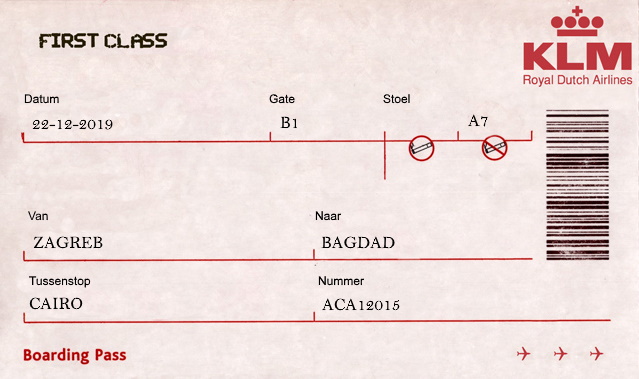 FIRST CLASS
KLM
Royal Dutch Airlines
Datum Gate Stoel
22-12-2019 B1 A7
Van Naar
ZAGREB BAGDAD
Tussenstop Nummer
CAIRO ACA12015
Boarding Pass